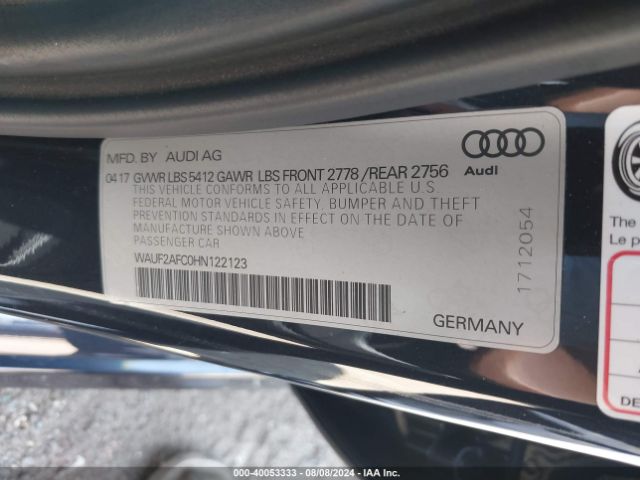 MFD. BY AUDI AG
Audi
04 17 GVWR LBS 5412 GAWR LBS FRONT 2778 /REAR 2756
THIS VEHICLE CONFORMS TO ALL APPLICABLE U.S.
FEDERAL MOTOR VEHICLE SAFETY, BUMPER AND THEFT
PREVENTION STANDARDS IN EFFECT ON THE DATE OF
MANUFACTURE SHOWN ABOVE
PASSENGER CAR
WAUF2AFC0HN122123
1712054
GERMANY
The
Le p
DE
000-40053333 - 08/08/2024 - IAA Inc.